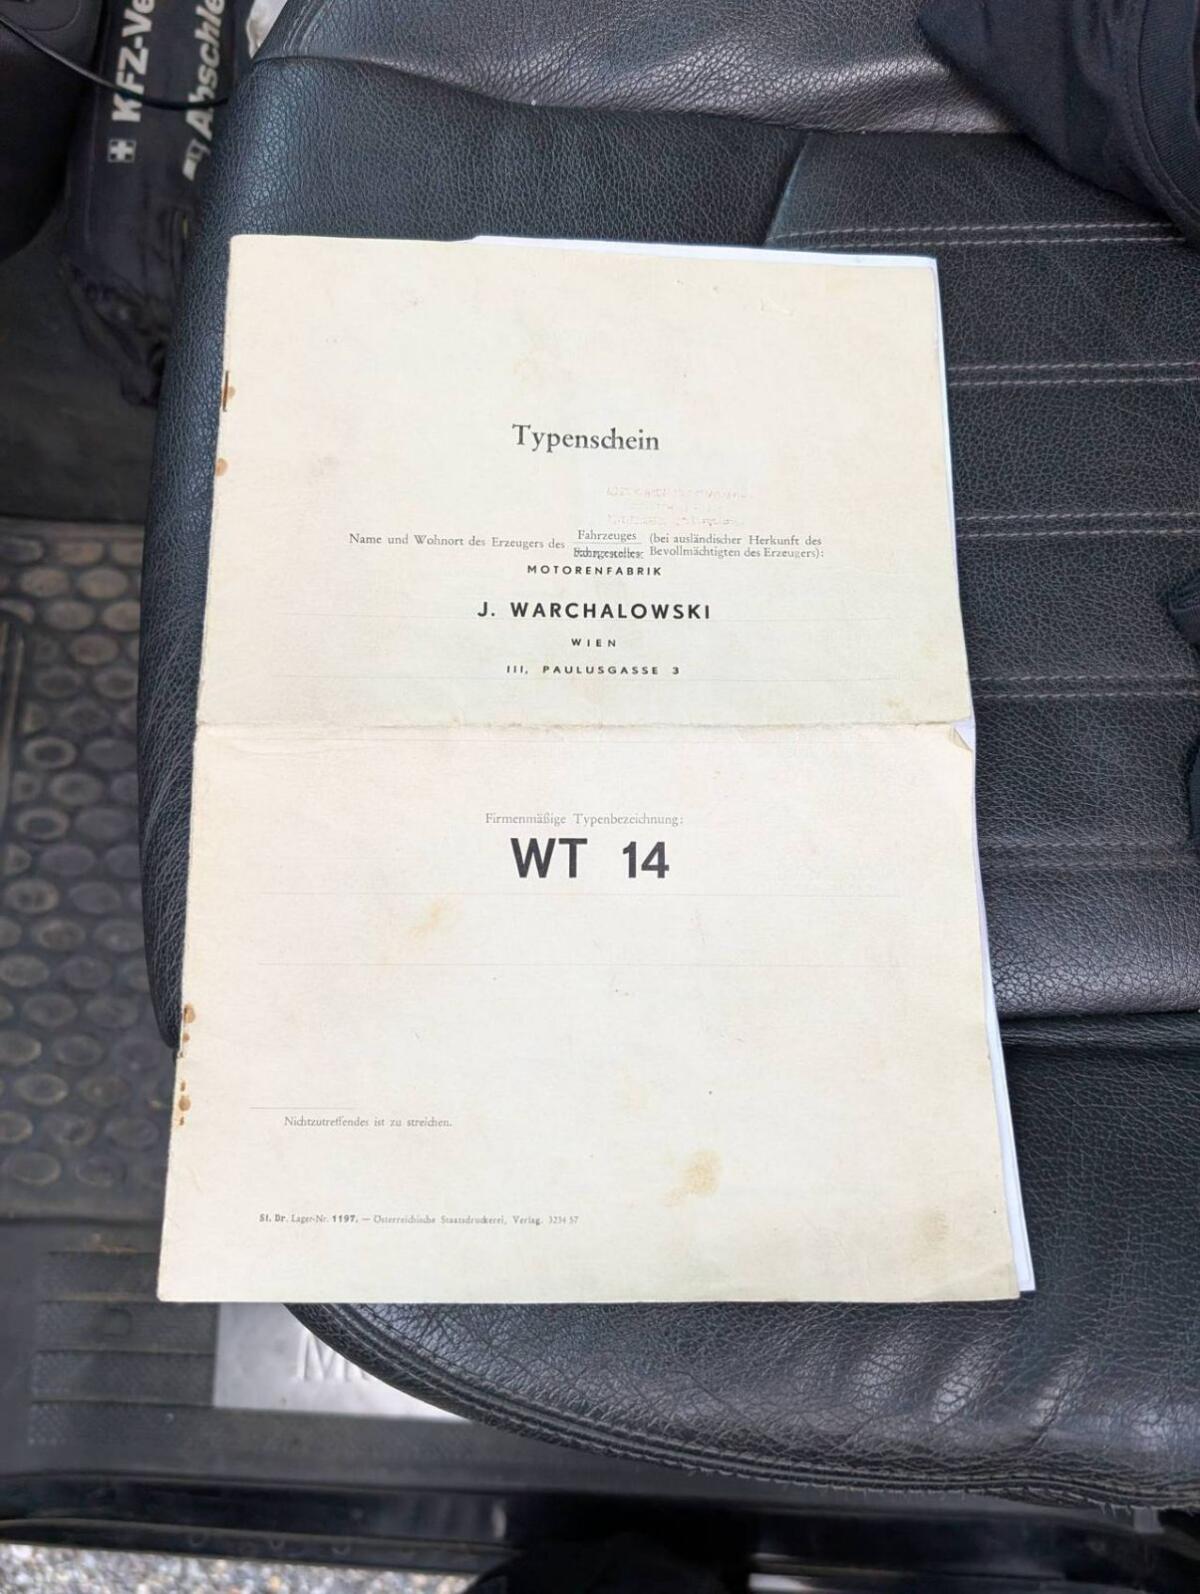 KFZ-Ve
Abschle
Typenschein
Name und Wohnort des Erzeugers des Fahrzeuges (bei ausländischer Herkunft des
Fahrgestelles Bevollmächtigten des Erzeugers):
MOTORENFABRIK
J. WARCHALOWSKI
WIEN
III, PAULUSGASSE 3
Firmenmäßige Typenbezeichnung:
WT 14
Nichtzutreffendes ist zu streichen.
St. Dr. Lager-Nr. 1197. — Österreichische Staatsdruckerei, Verlag. 3234 57